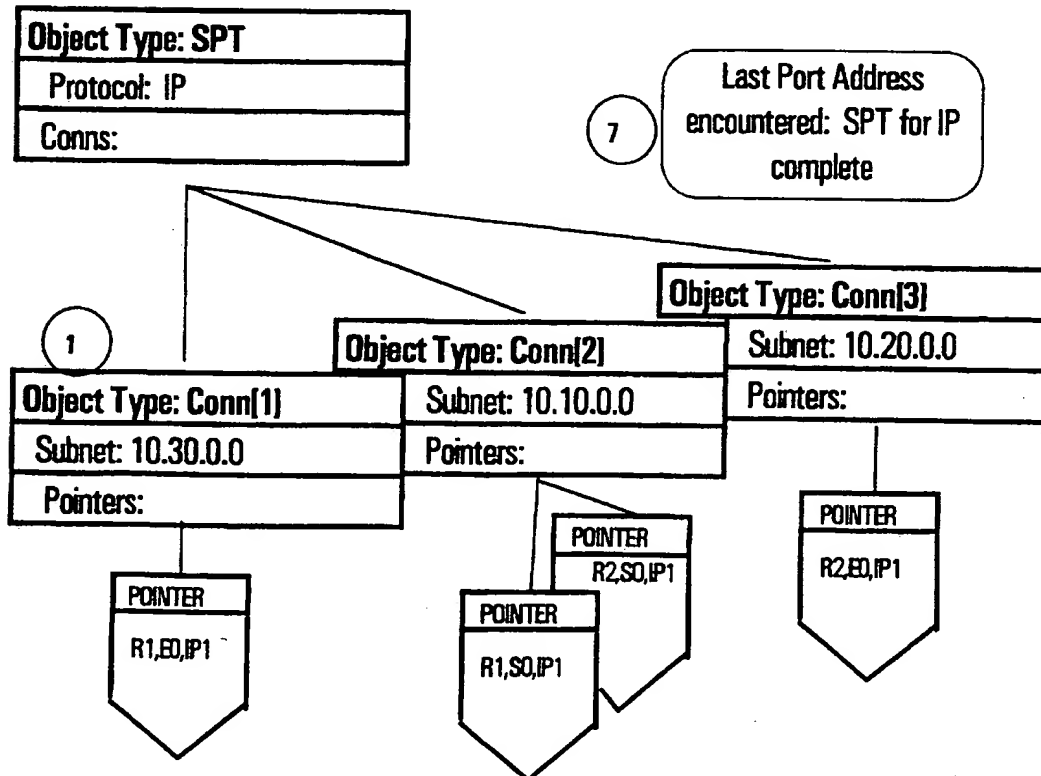 Object Type: SPT
Protocol: IP
Conns:
7
Last Port Address
encountered: SPT for IP
complete
1
Object Type: Conn[1]
Subnet: 10.30.0.0
Pointers:
Object Type: Conn[2]
Subnet: 10.10.0.0
Pointers:
Object Type: Conn[3]
Subnet: 10.20.0.0
Pointers:
POINTER
R1,E0,IP1
POINTER
R1,S0,IP1
POINTER
R2,S0,IP1
POINTER
R2,E0,IP1